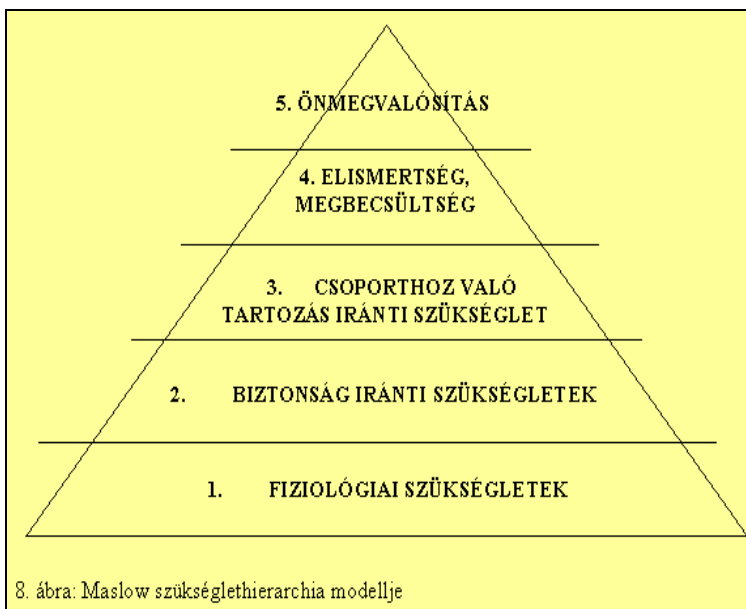 5. ÖNMEGVALÓSÍTÁS
4. ELISMERTSÉG,
MEGBECSÜLTSÉG
3. CSOPORTHOZ VALÓ
TARTOZÁS IRÁNTI SZÜKSÉGLET
2. BIZTONSÁG IRÁNTI SZÜKSÉGLETEK
1. FIZIOLÓGIAI SZÜKSÉGLETEK
8. ábra: Maslow szükséglethierarchia modellje